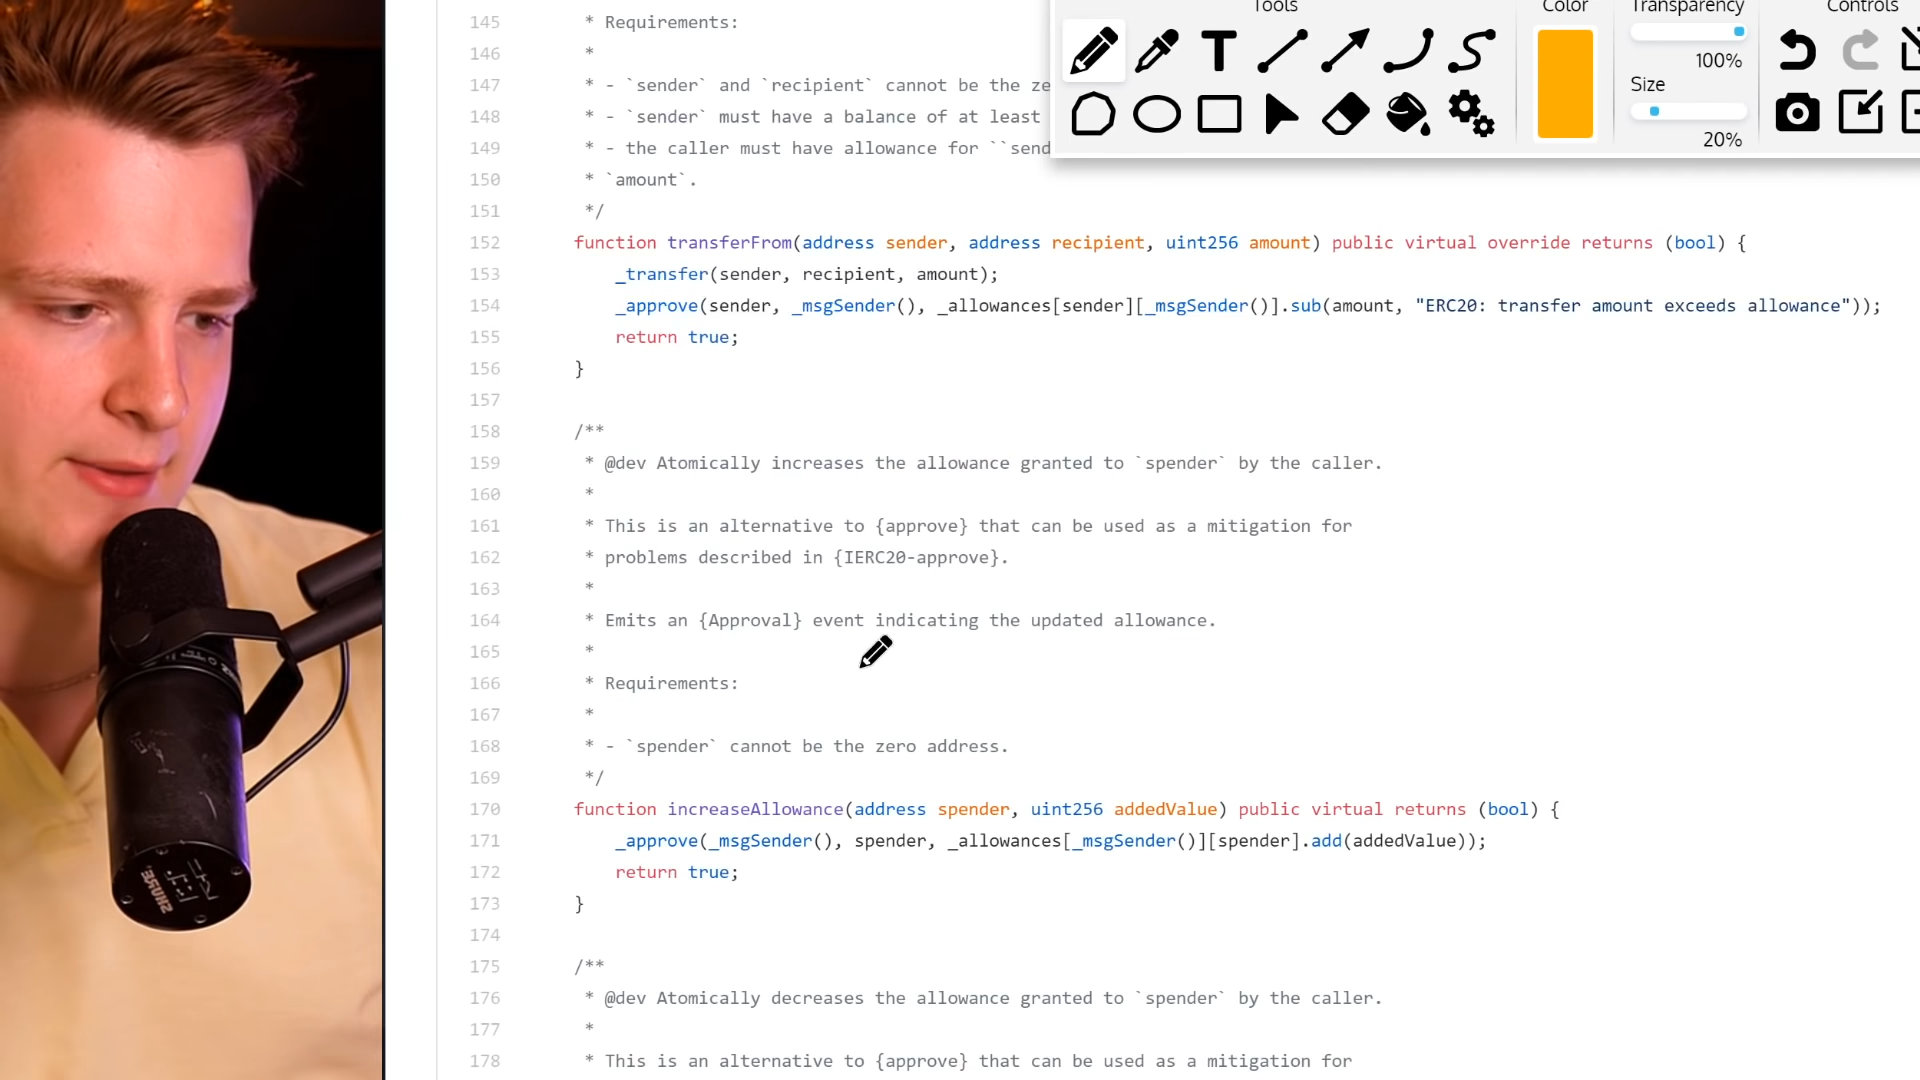 Tools
Color
Transparency
Controls
100%
Size
20%
145 * Requirements:
146 *
147 * - `sender` and `recipient` cannot be the ze
148 * - `sender` must have a balance of at least
149 * - the caller must have allowance for ``send
150 * `amount`.
151 */
152 function transferFrom(address sender, address recipient, uint256 amount) public virtual override returns (bool) {
153 _transfer(sender, recipient, amount);
154 _approve(sender, _msgSender(), _allowances[sender][_msgSender()].sub(amount, "ERC20: transfer amount exceeds allowance"));
155 return true;
156 }
157
158 /**
159 * @dev Atomically increases the allowance granted to `spender` by the caller.
160 *
161 * This is an alternative to {approve} that can be used as a mitigation for
162 * problems described in {IERC20-approve}.
163 *
164 * Emits an {Approval} event indicating the updated allowance.
165 *
166 * Requirements:
167 *
168 * - `spender` cannot be the zero address.
169 */
170 function increaseAllowance(address spender, uint256 addedValue) public virtual returns (bool) {
171 _approve(_msgSender(), spender, _allowances[_msgSender()][spender].add(addedValue));
172 return true;
173 }
174
175 /**
176 * @dev Atomically decreases the allowance granted to `spender` by the caller.
177 *
178 * This is an alternative to {approve} that can be used as a mitigation for
SHURE